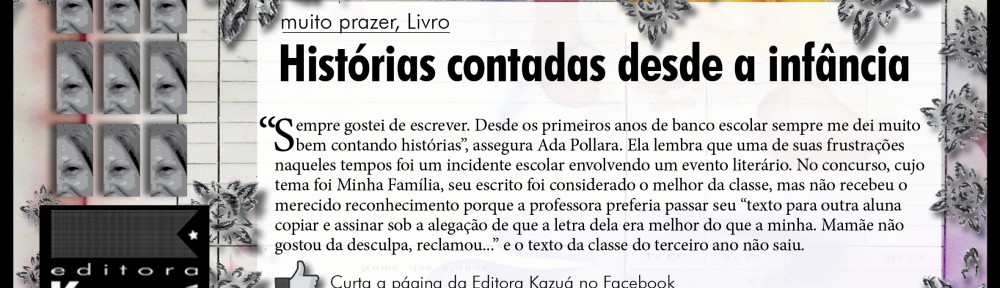 muito prazer, Livro
Histórias contadas desde a infância
“Sempre gostei de escrever. Desde os primeiros anos de banco escolar sempre me dei muito
bem contando histórias”, assegura Ada Pollara. Ela lembra que uma de suas frustrações
naqueles tempos foi um incidente escolar envolvendo um evento literário. No concurso, cujo
tema foi Minha Família, seu escrito foi considerado o melhor da classe, mas não recebeu o
merecido reconhecimento porque a professora preferia passar seu “texto para outra aluna
copiar e assinar sob a alegação de que a letra dela era melhor do que a minha. Mamãe não
gostou da desculpa, reclamou...” e o texto da classe do terceiro ano não saiu.
editora
Curta a página da Editora Kazuá no Facebook